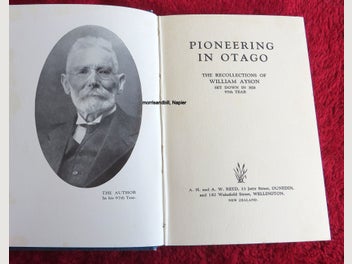 THE AUTHOR
In his 97th Year.
morrisandbill, Napier
PIONEERING
IN OTAGO
THE RECOLLECTIONS OF
WILLIAM AYSON
SET DOWN IN HIS
97th YEAR
A. H. and A. W. REED, 33 Jetty Street, DUNEDIN,
and 182 Wakefield Street, WELLINGTON,
NEW ZEALAND.